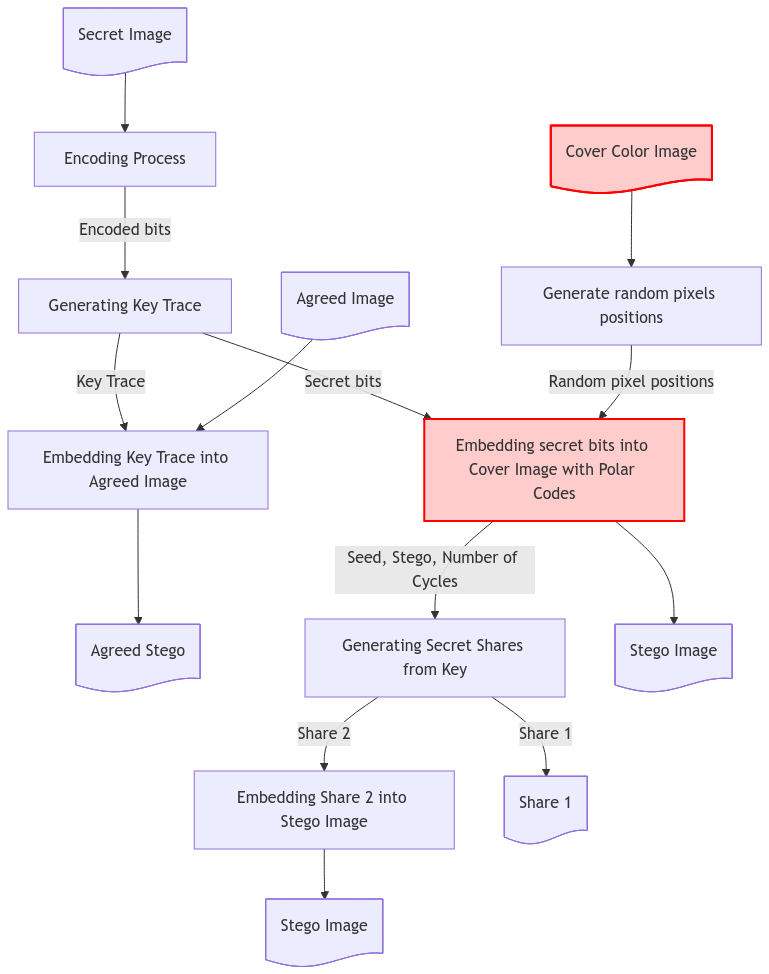 Secret Image
Encoding Process
Cover Color Image
Encoded bits
Generating Key Trace
Agreed Image
Generate random pixels
positions
Key Trace
Secret bits
Random pixel positions
Embedding Key Trace into
Agreed Image
Embedding secret bits into
Cover Image with Polar
Codes
Seed, Stego, Number of
Cycles
Agreed Stego
Generating Secret Shares
from Key
Stego Image
Share 2
Share 1
Embedding Share 2 into
Stego Image
Share 1
Stego Image